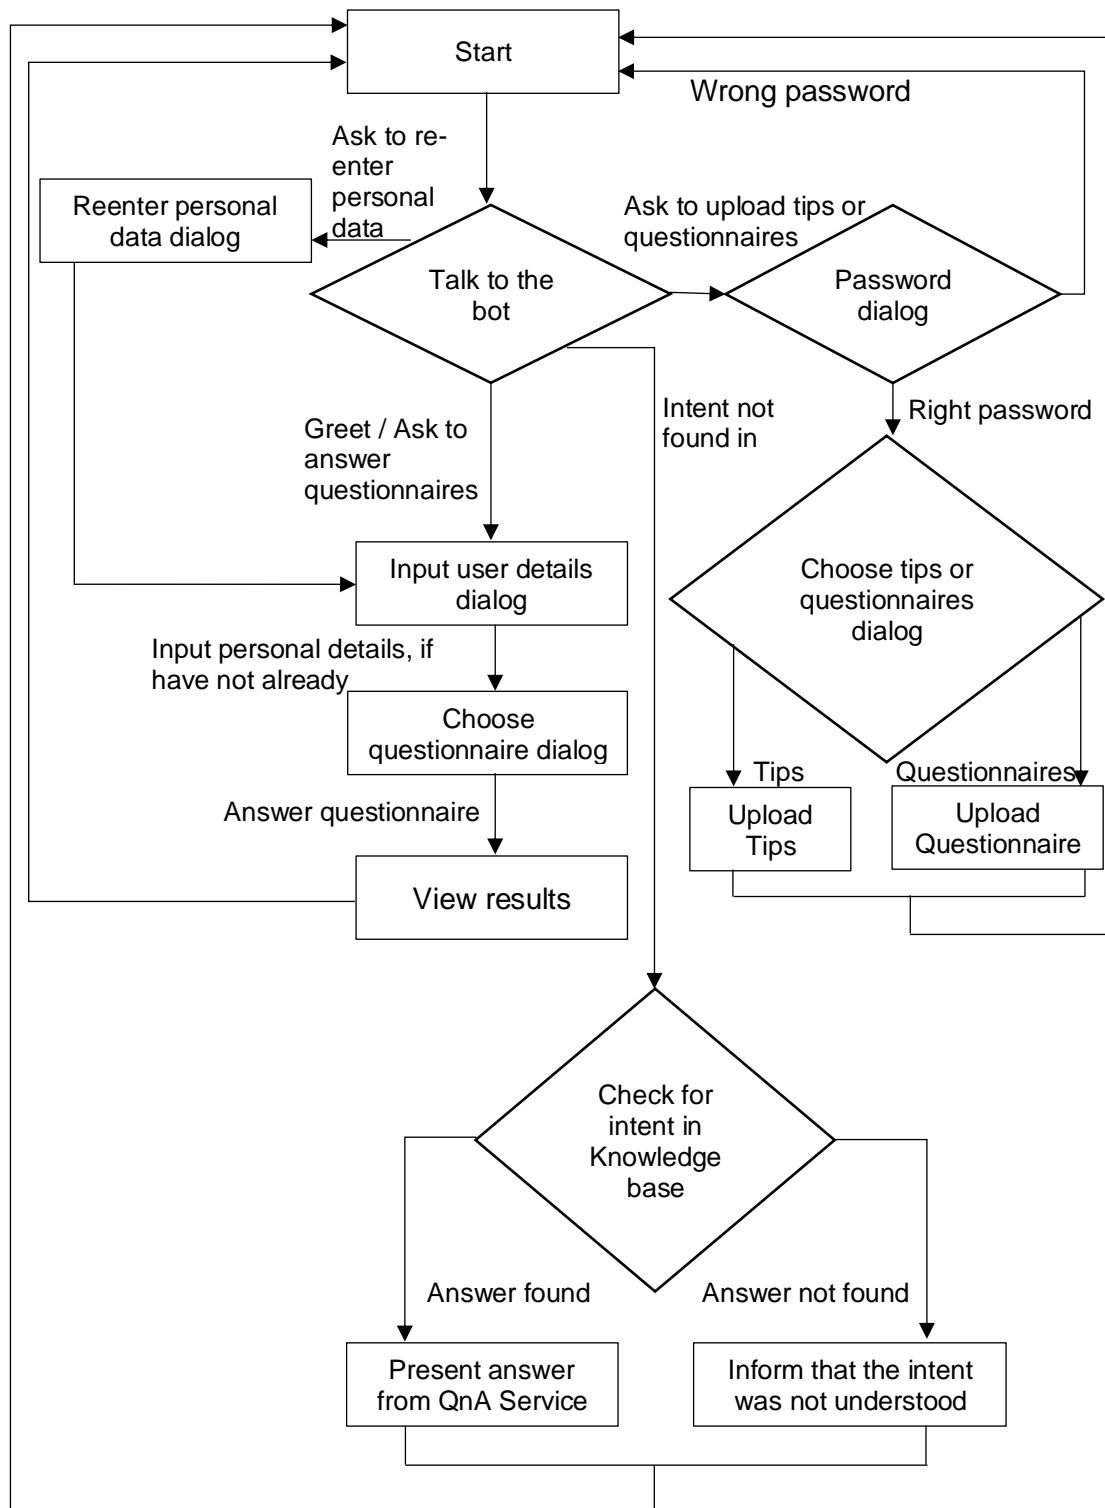 Start
Wrong password
Ask to re-
enter
personal
data
Reenter personal
data dialog
Ask to upload tips or
questionnaires
Talk to the
bot
Password
dialog
Intent not
found in
Right password
Greet / Ask to
answer
questionnaires
Input user details
dialog
Choose tips or
questionnaires
dialog
Input personal details, if
have not already
Choose
questionnaire dialog
Tips
Questionnaires
Answer questionnaire
Upload
Tips
Upload
Questionnaire
View results
Check for
intent in
Knowledge
base
Answer found
Answer not found
Present answer
from QnA Service
Inform that the intent
was not understood